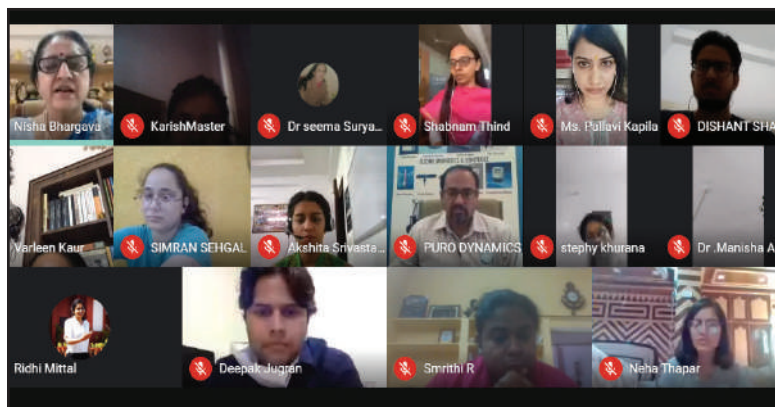 Nisha Bhargava
KarishMaster
Dr seema Surya...
Shabnam Thind
Ms. Pallavi Kapila
DISHANT SHA
Varleen Kaur
SIMRAN SEHGAL
Akshita Srivasta...
PURO DYNAMICS
stephy khurana
Dr .Manisha A
Ridhi Mittal
Deepak Jugran
Smrithi R
Neha Thapar